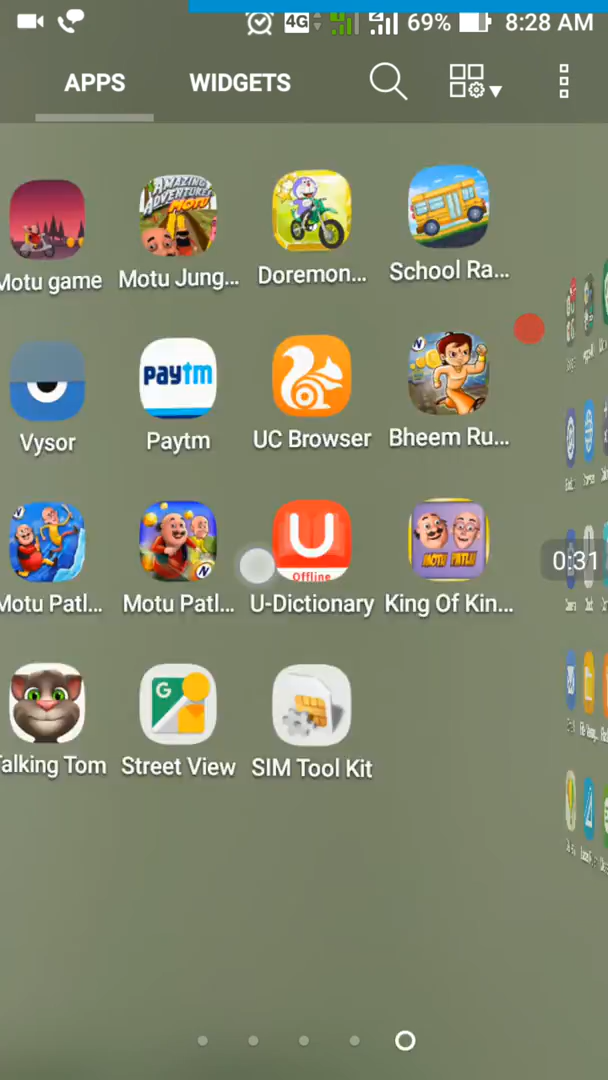 4G 69% 8:28 AM
APPS WIDGETS
AMAZING ADVENTURES MOTU
Motu game Motu Jung... Doremon... School Ra...
paytm
N
Vysor Paytm UC Browser Bheem Ru...
U
Offline
MOTU PATLU
0:31
Motu Patl... Motu Patl... U-Dictionary King Of Kin...
G
Talking Tom Street View SIM Tool Kit